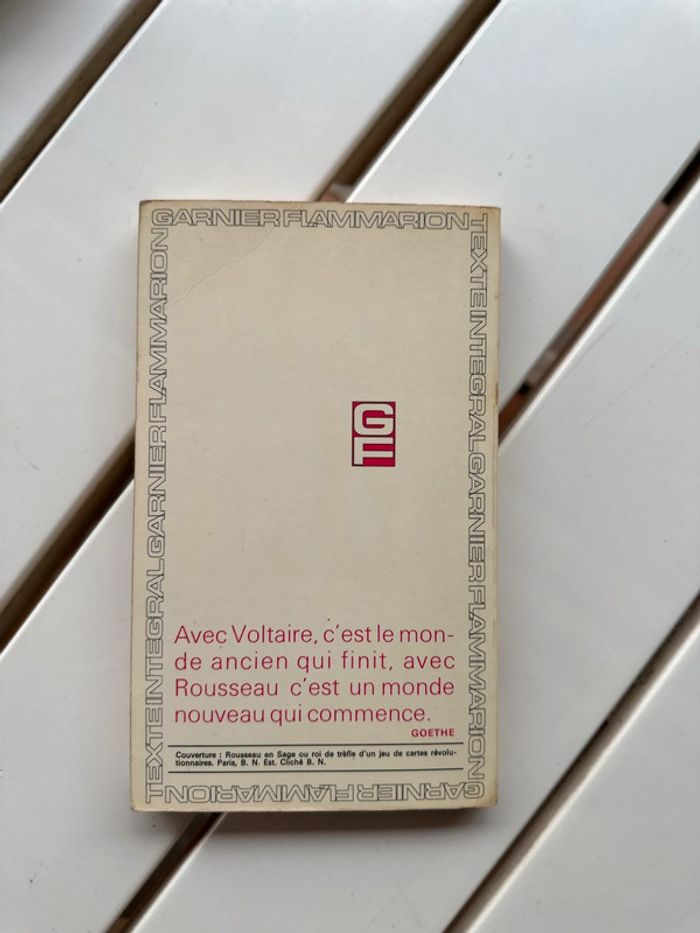 GARNIER FLAMMARION
TEXTE INTEGRAL GARNIER FLAMMARION
TEXTE INTEGRAL GARNIER FLAMMARION
GF
Avec Voltaire, c'est le mon-
de ancien qui finit, avec
Rousseau c'est un monde
nouveau qui commence.
GOETHE
Couverture : Rousseau en Sage ou roi de trèfle d'un jeu de cartes révolu-
tionnaires. Paris, B. N. Est. Cliché B. N.
GARNIER FLAMMARION